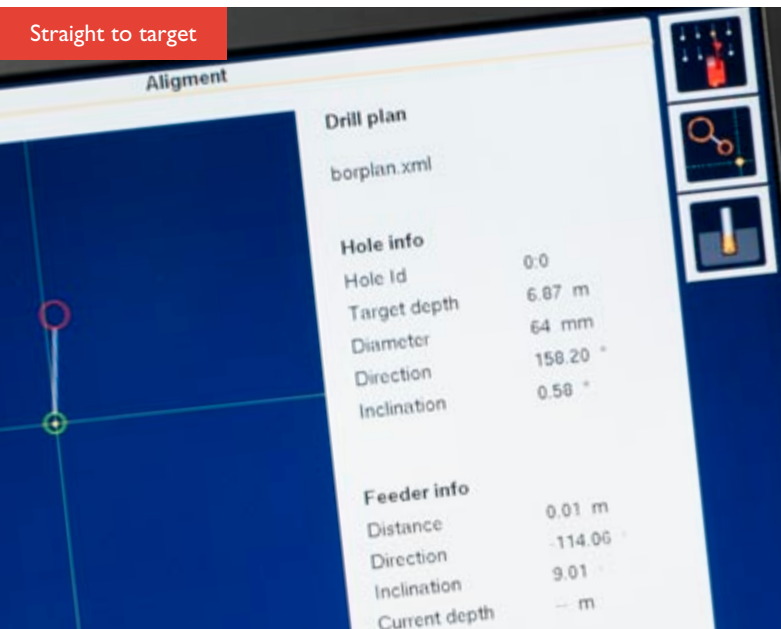 Straight to target
Aligment
Drill plan
borplan.xml
Hole info
Hole Id 0:0
Target depth 6.87 m
Diameter 64 mm
Direction 158.20 °
Inclination 0.58 °
Feeder info
Distance 0.01 m
Direction -114.06 °
Inclination 9.01 °
Current depth -- m